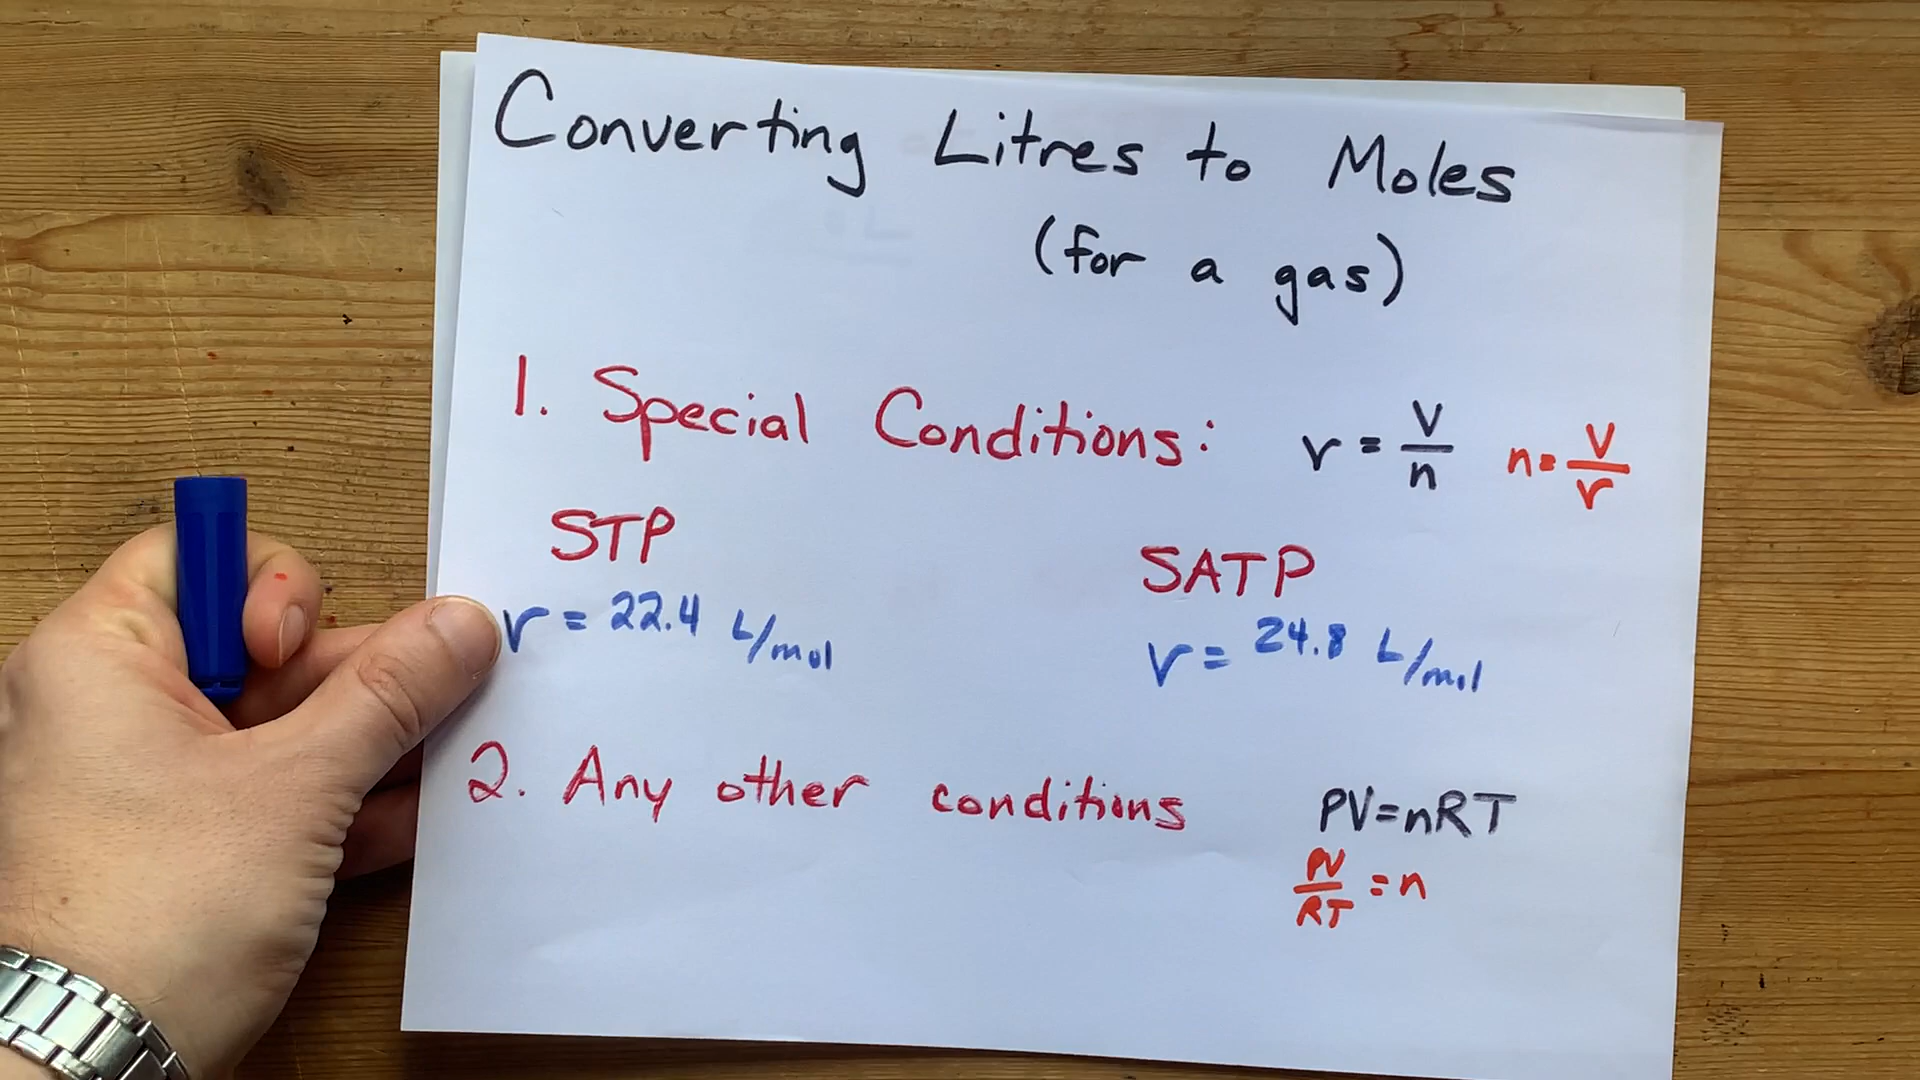 Converting Litres to Moles
(for a gas)
1. Special Conditions: v = V/n n = V/v
STP
v = 22.4 L/mol
SATP
v = 24.8 L/mol
2. Any other conditions PV=nRT
PV/RT = n